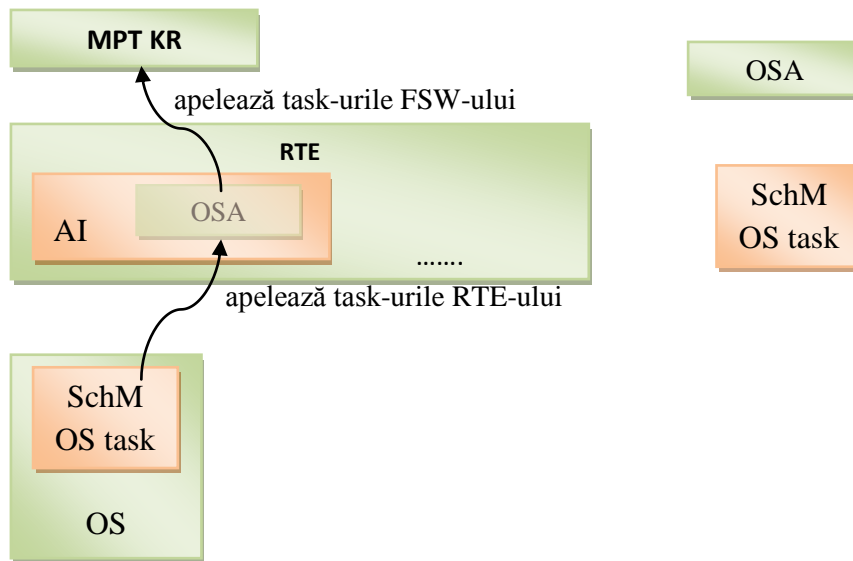 MPT KR
OSA
apelează task-urile FSW-ului
RTE
OSA
AI
.......
SchM
OS task
apelează task-urile RTE-ului
SchM
OS task
OS